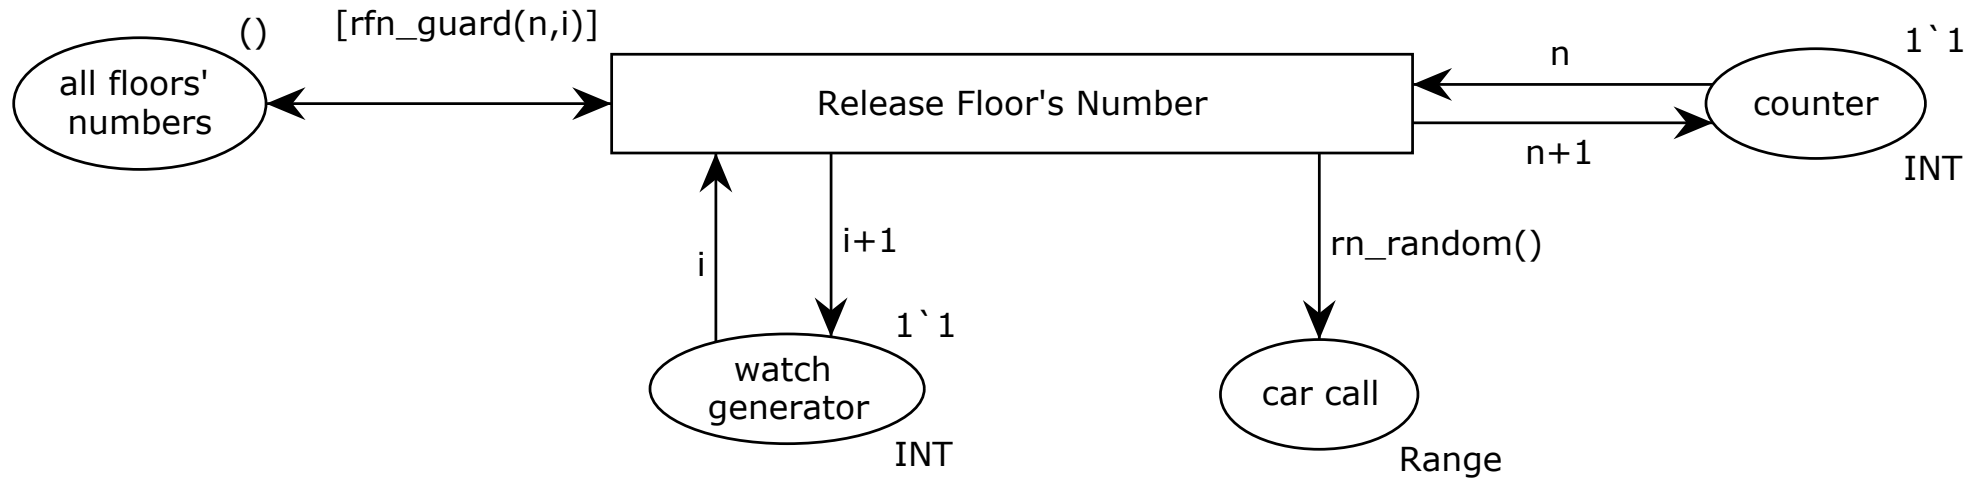 ()
[rfn_guard(n,i)]
1`1
all floors'
numbers
n
Release Floor's Number
counter
n+1
INT
i
i+1
rn_random()
1`1
watch
generator
car call
INT
Range